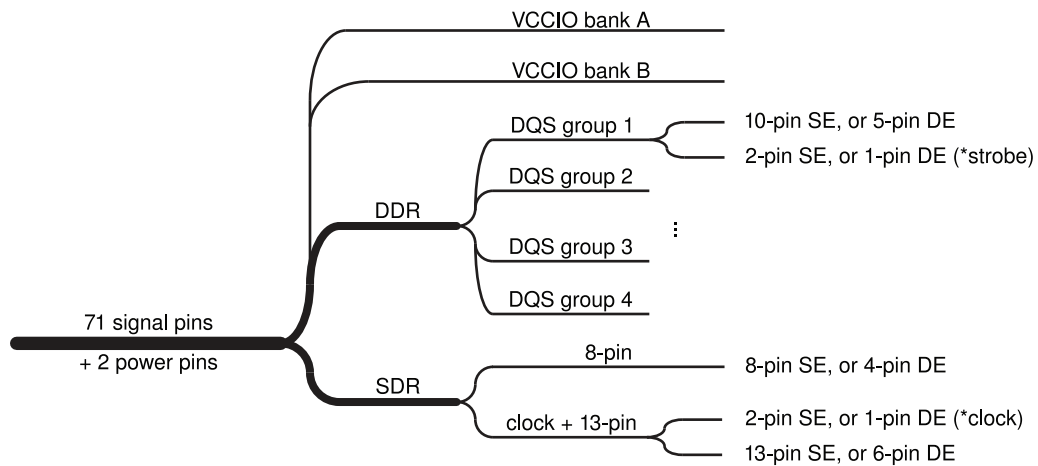 VCCIO bank A
VCCIO bank B
DQS group 1
10-pin SE, or 5-pin DE
2-pin SE, or 1-pin DE (*strobe)
DQS group 2
DDR
...
DQS group 3
DQS group 4
71 signal pins
+ 2 power pins
8-pin
8-pin SE, or 4-pin DE
SDR
clock + 13-pin
2-pin SE, or 1-pin DE (*clock)
13-pin SE, or 6-pin DE